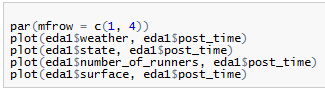 par(mfrow = c(1, 4))
plot(eda1$weather, eda1$post_time)
plot(eda1$state, eda1$post_time)
plot(eda1$number_of_runners, eda1$post_time)
plot(eda1$surface, eda1$post_time)